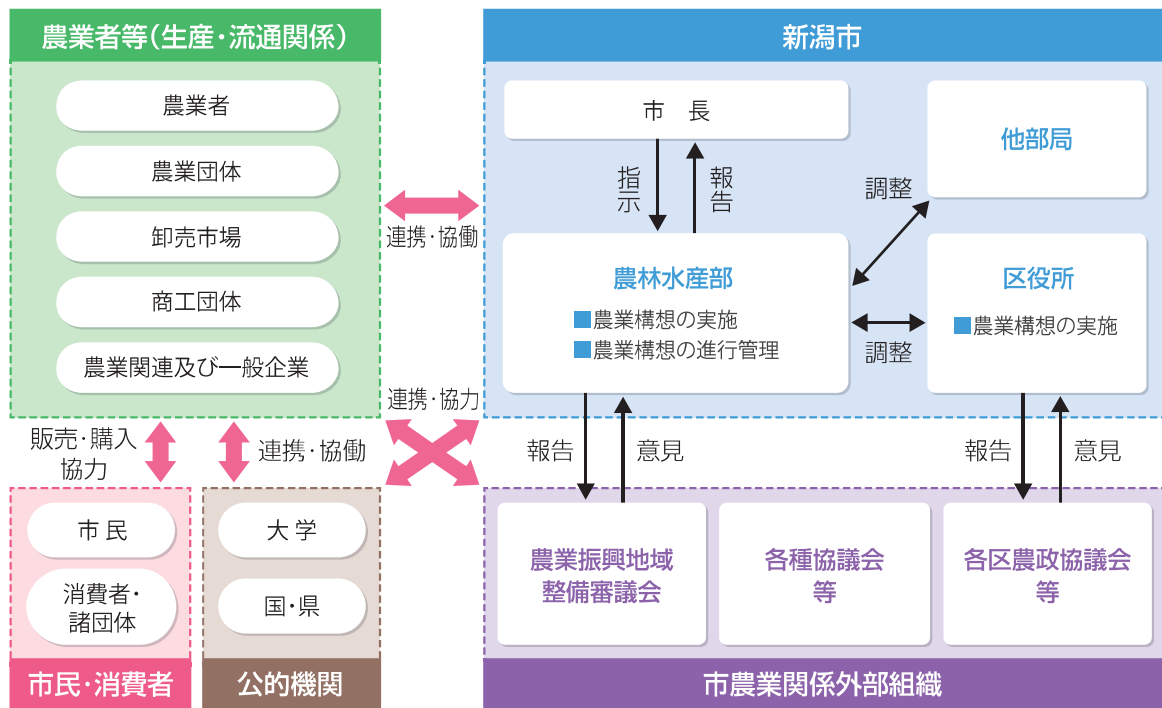 農業者等（生産・流通関係）
農業者
農業団体
卸売市場
商工団体
農業関連及び一般企業
連携・協働
新潟市
市　長
指示
報告
他部局
調整
農林水産部
■農業構想の実施
■農業構想の進行管理
調整
区役所
■農業構想の実施
連携・協力
販売・購入
協力
連携・協働
報告
意見
報告
意見
市 民
消費者・
諸団体
市民・消費者
大 学
国・県
公的機関
農業振興地域
整備審議会
各種協議会
等
各区農政協議会
等
市農業関係外部組織